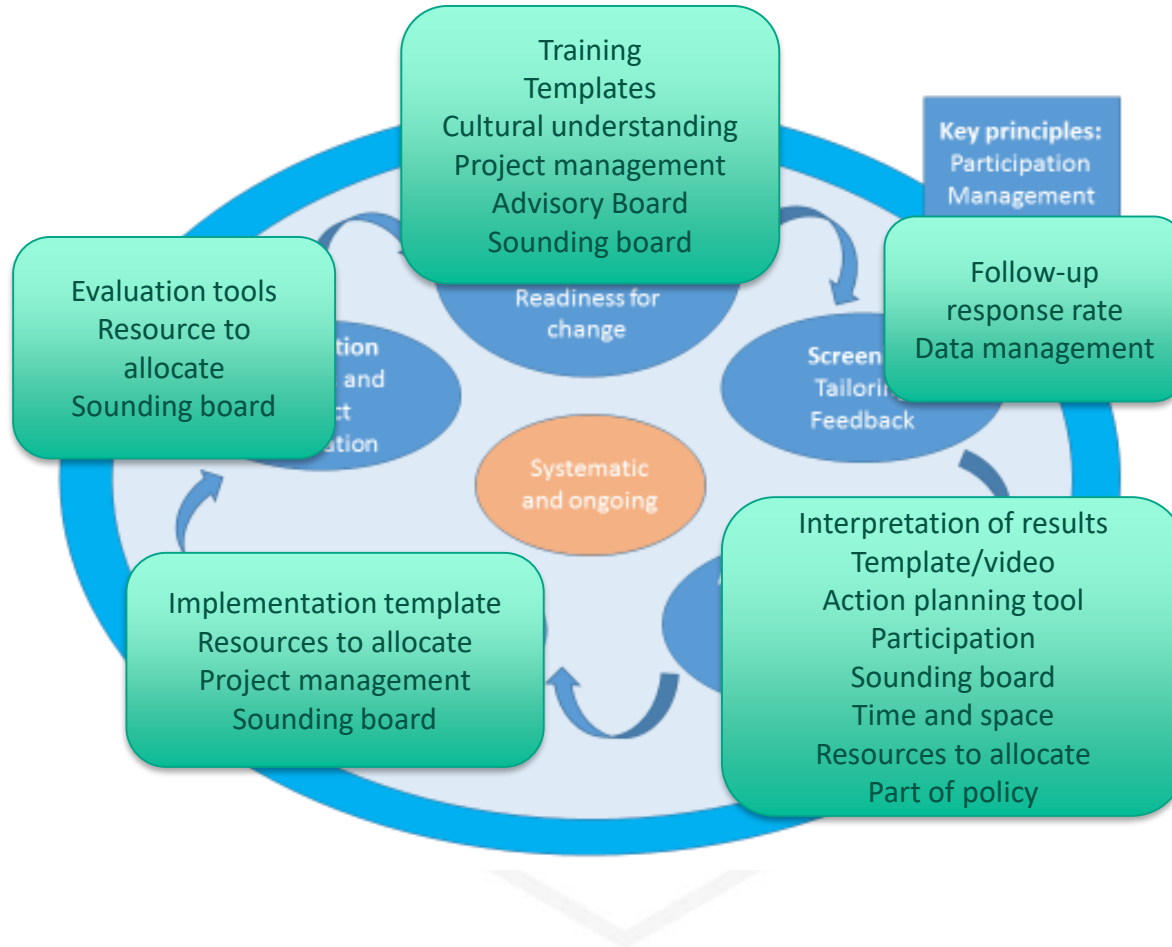 Training
Templates
Cultural understanding
Project management
Advisory Board
Sounding board
Key principles:
Participation
Management
Follow-up
response rate
Data management
Evaluation tools
Resource to
allocate
Sounding board
Readiness for
change
Tailoring
Feedback
and
Systematic
and ongoing
Interpretation of results
Template/video
Action planning tool
Participation
Sounding board
Time and space
Resources to allocate
Part of policy
Implementation template
Resources to allocate
Project management
Sounding board